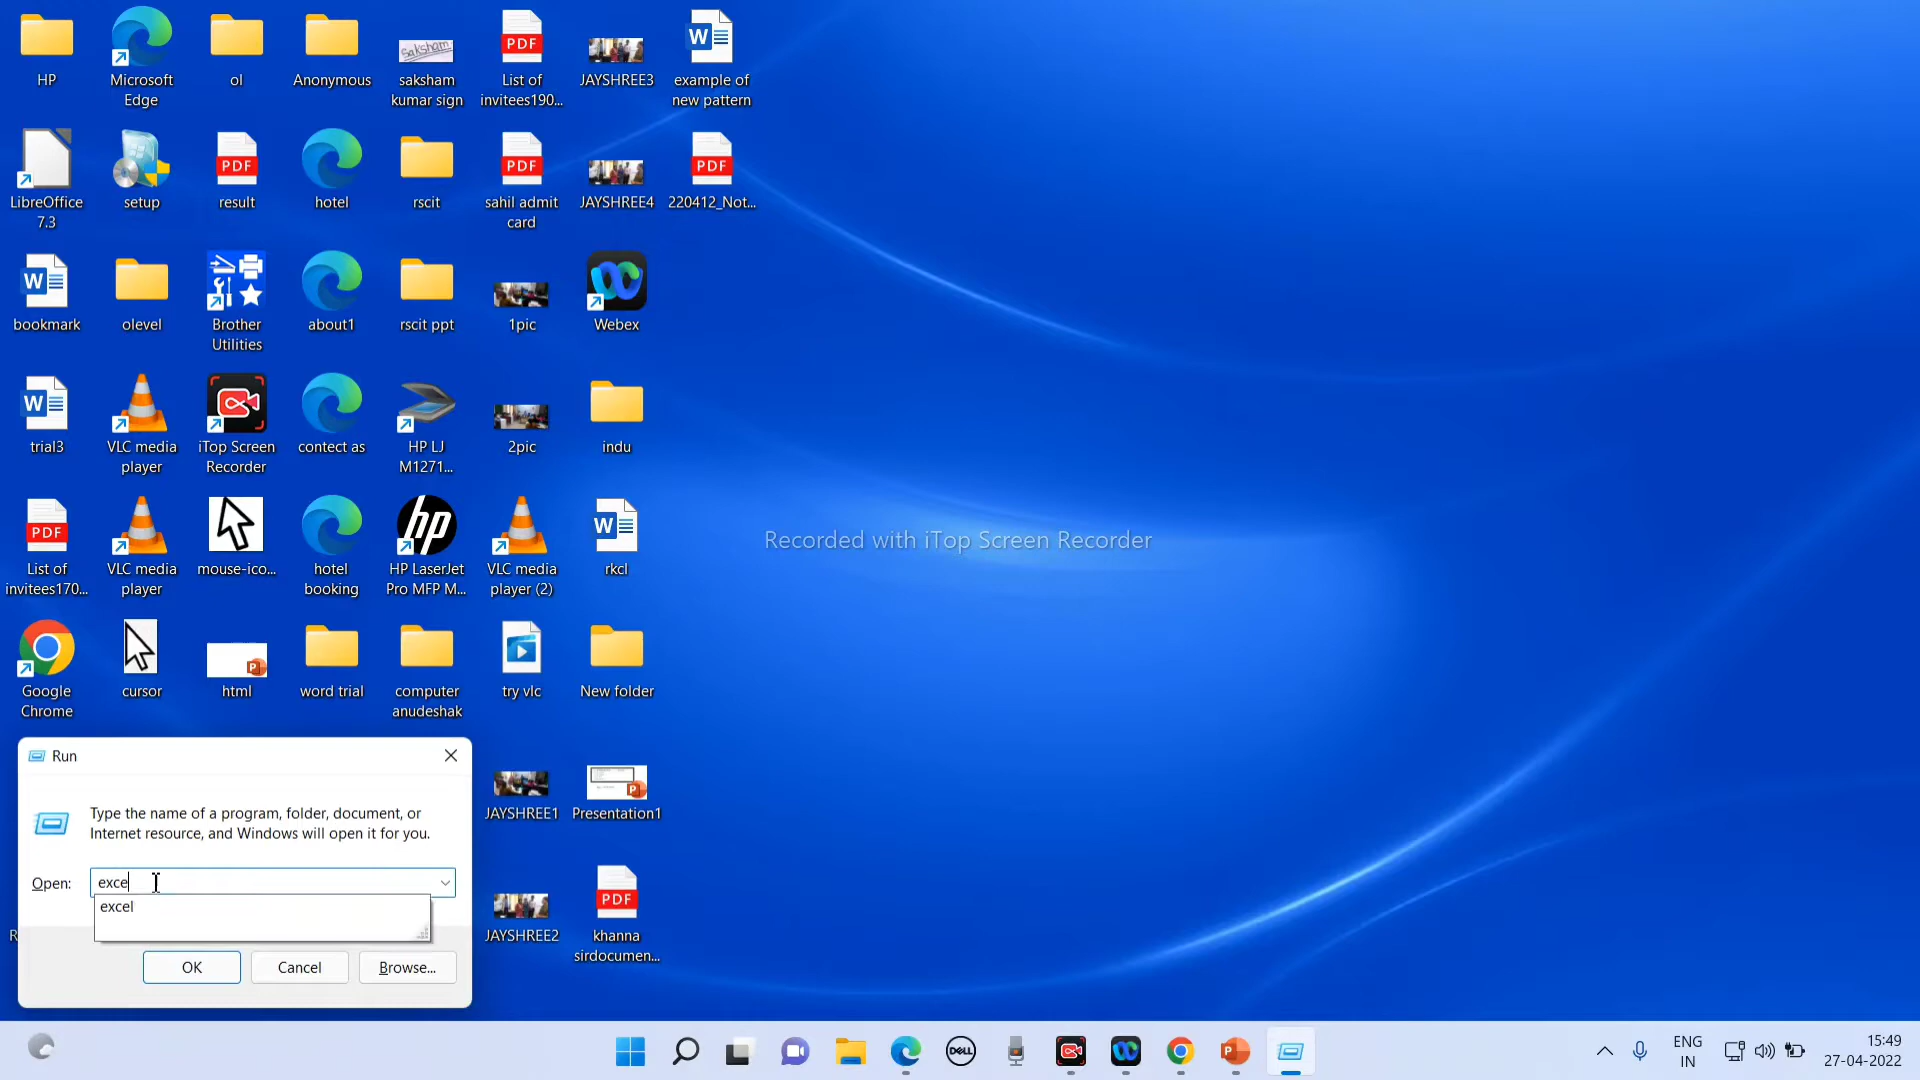 HP
Microsoft
Edge
ol
Anonymous
saksham
kumar sign
List of
invitees190...
JAYSHREE3
example of
new pattern
LibreOffice
7.3
setup
result
hotel
rscit
sahil admit
card
JAYSHREE4
220412_Not...
bookmark
olevel
Brother
Utilities
about1
rscit ppt
1pic
Webex
trial3
VLC media
player
iTop Screen
Recorder
contect as
HP LJ
M1271...
2pic
indu
Recorded with iTop Screen Recorder
List of
invitees170...
VLC media
player
mouse-ico...
hotel
booking
HP LaserJet
Pro MFP M...
VLC media
player (2)
rkcl
Google
Chrome
cursor
html
word trial
computer
anudeshak
try vlc
New folder
JAYSHREE1
Presentation1
JAYSHREE2
khanna
sirdocumen...
Run
Type the name of a program, folder, document, or
Internet resource, and Windows will open it for you.
Open:
exce
excel
OK
Cancel
Browse...
ENG
IN
15:49
27-04-2022